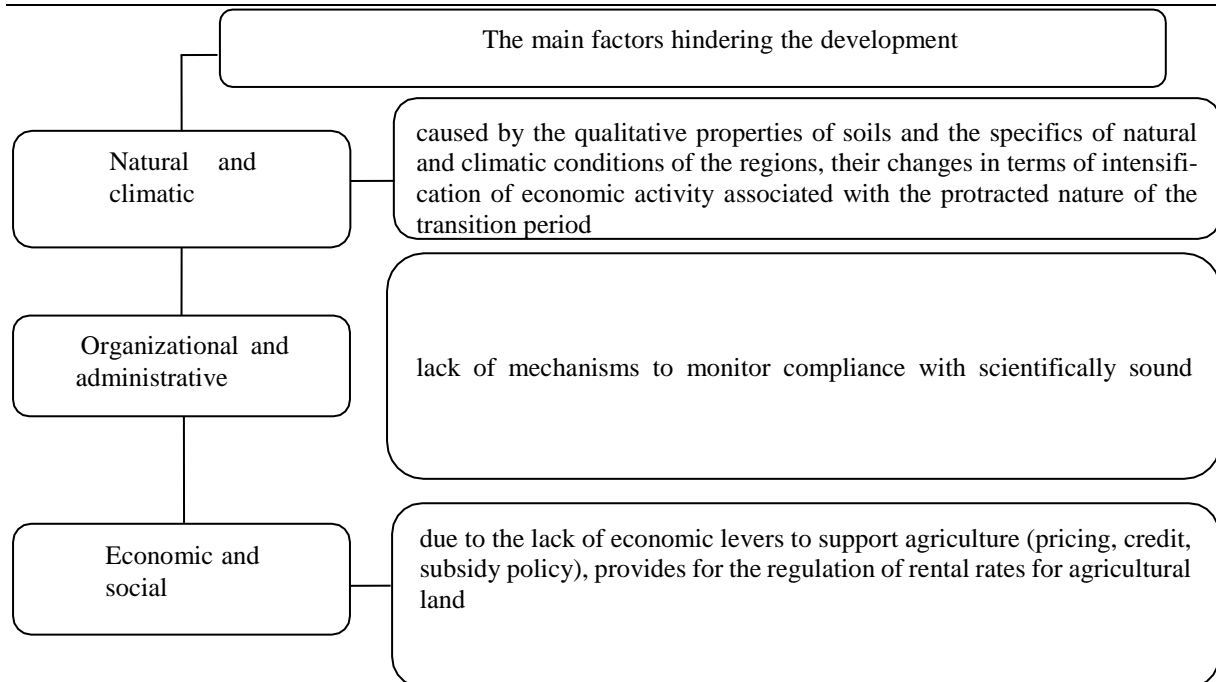 The main factors hindering the development
Natural and
climatic
caused by the qualitative properties of soils and the specifics of natural
and climatic conditions of the regions, their changes in terms of intensifi-
cation of economic activity associated with the protracted nature of the
transition period
Organizational and
administrative
lack of mechanisms to monitor compliance with scientifically sound
Economic and
social
due to the lack of economic levers to support agriculture (pricing, credit,
subsidy policy), provides for the regulation of rental rates for agricultural
land